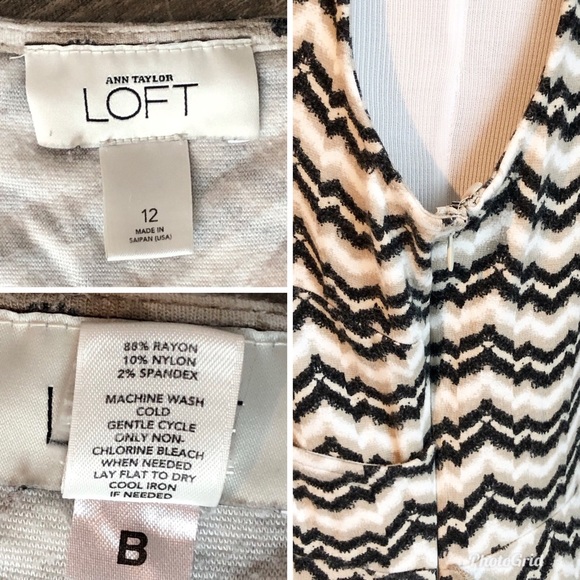 ANN TAYLOR
LOFT
12
MADE IN
SAIPAN (USA)
88% RAYON
10% NYLON
2% SPANDEX
MACHINE WASH
COLD
GENTLE CYCLE
ONLY NON-
CHLORINE BLEACH
WHEN NEEDED
LAY FLAT TO DRY
COOL IRON
IF NEEDED
B
PhotoGrid